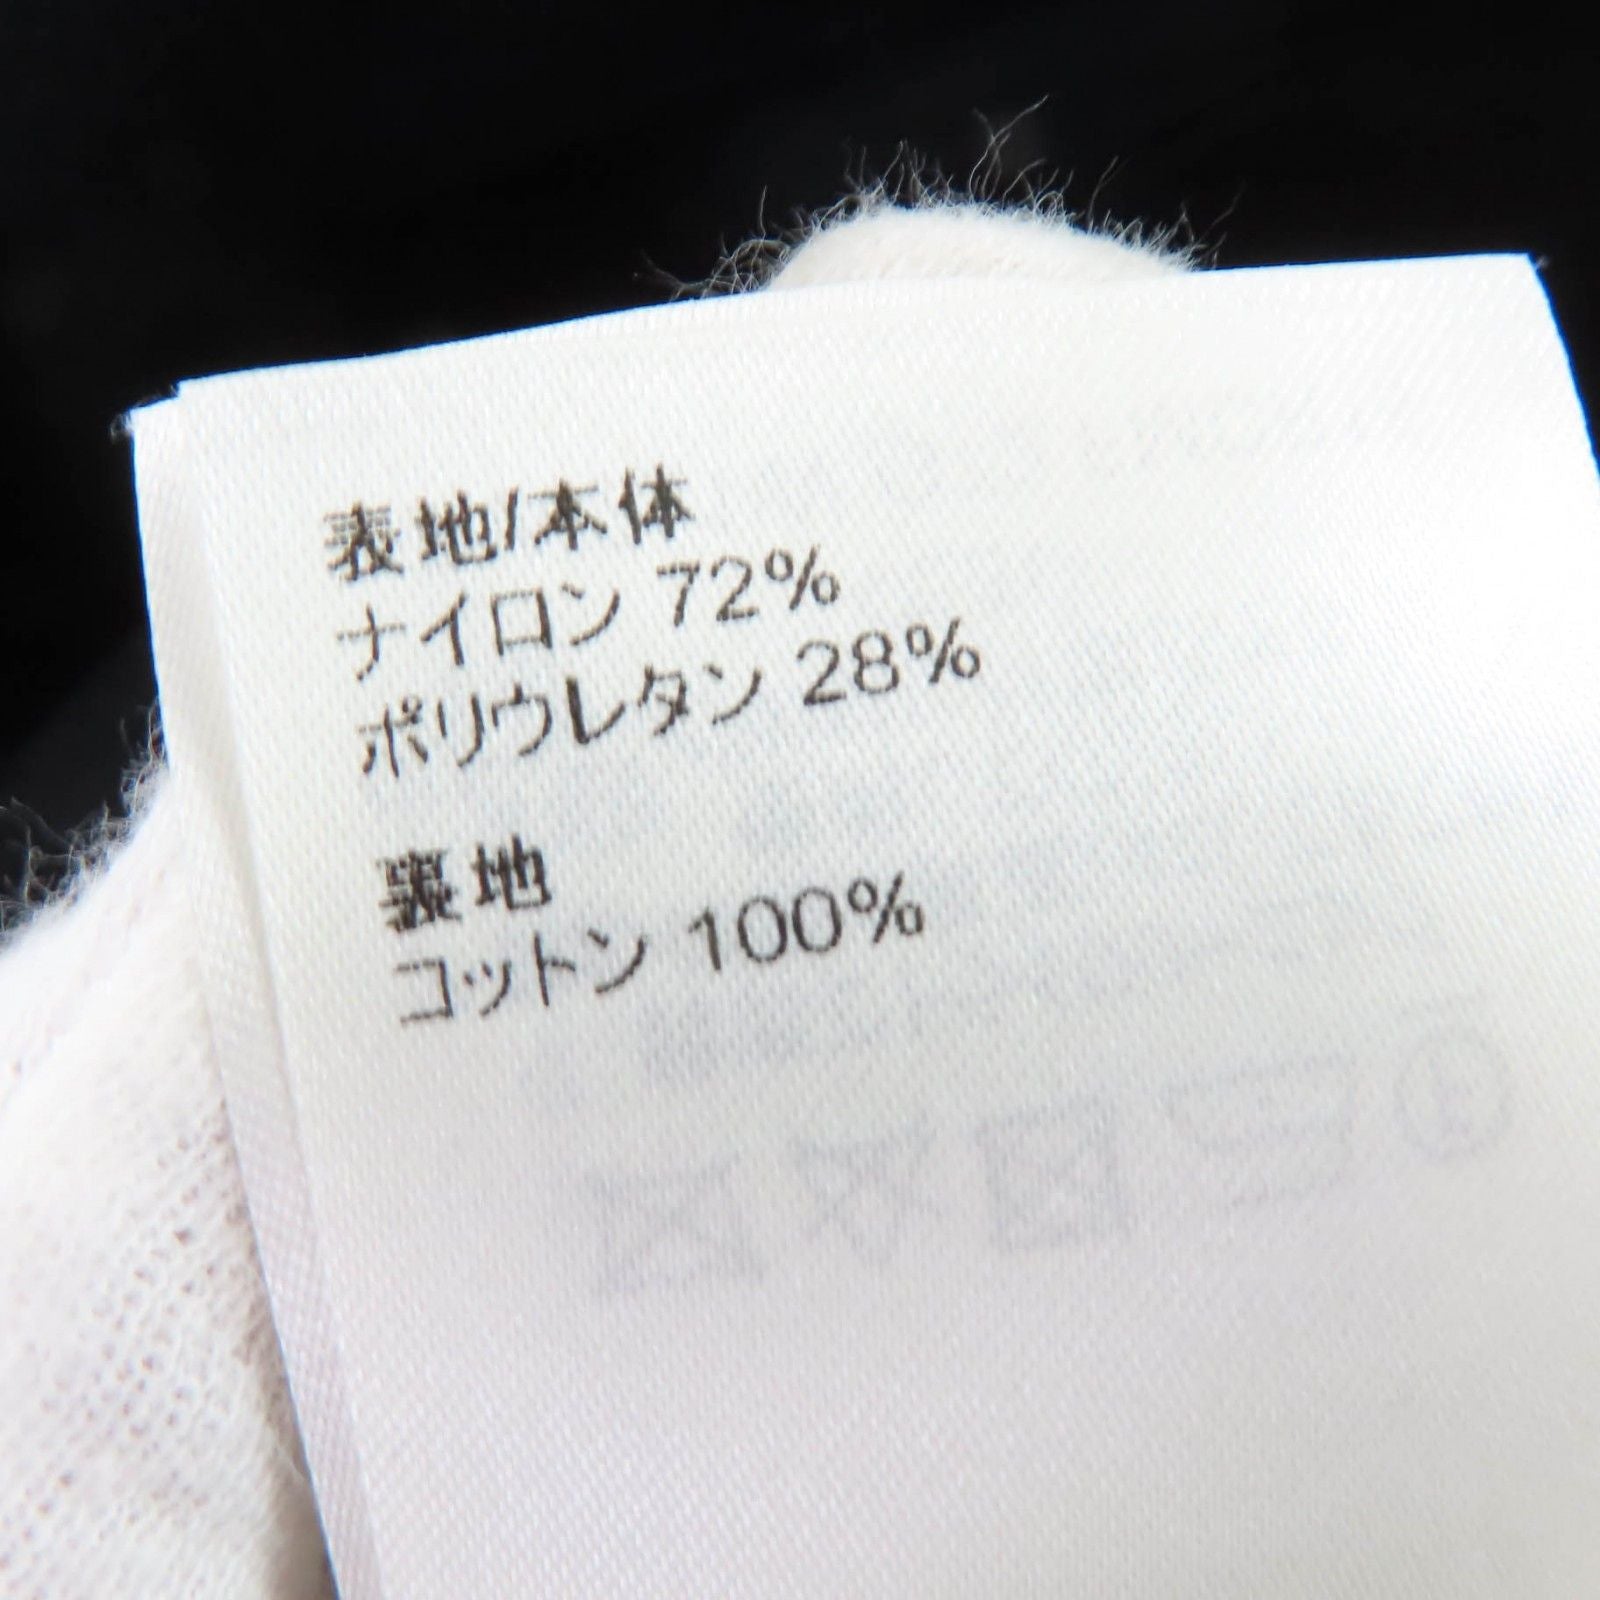 表地/本体
ナイロン 72%
ポリウレタン 28%
裏地
コットン 100%